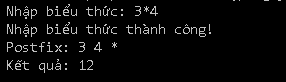 Nhập biểu thức: 3*4
Nhập biểu thức thành công!
Postfix: 3 4 *
Kết quả: 12